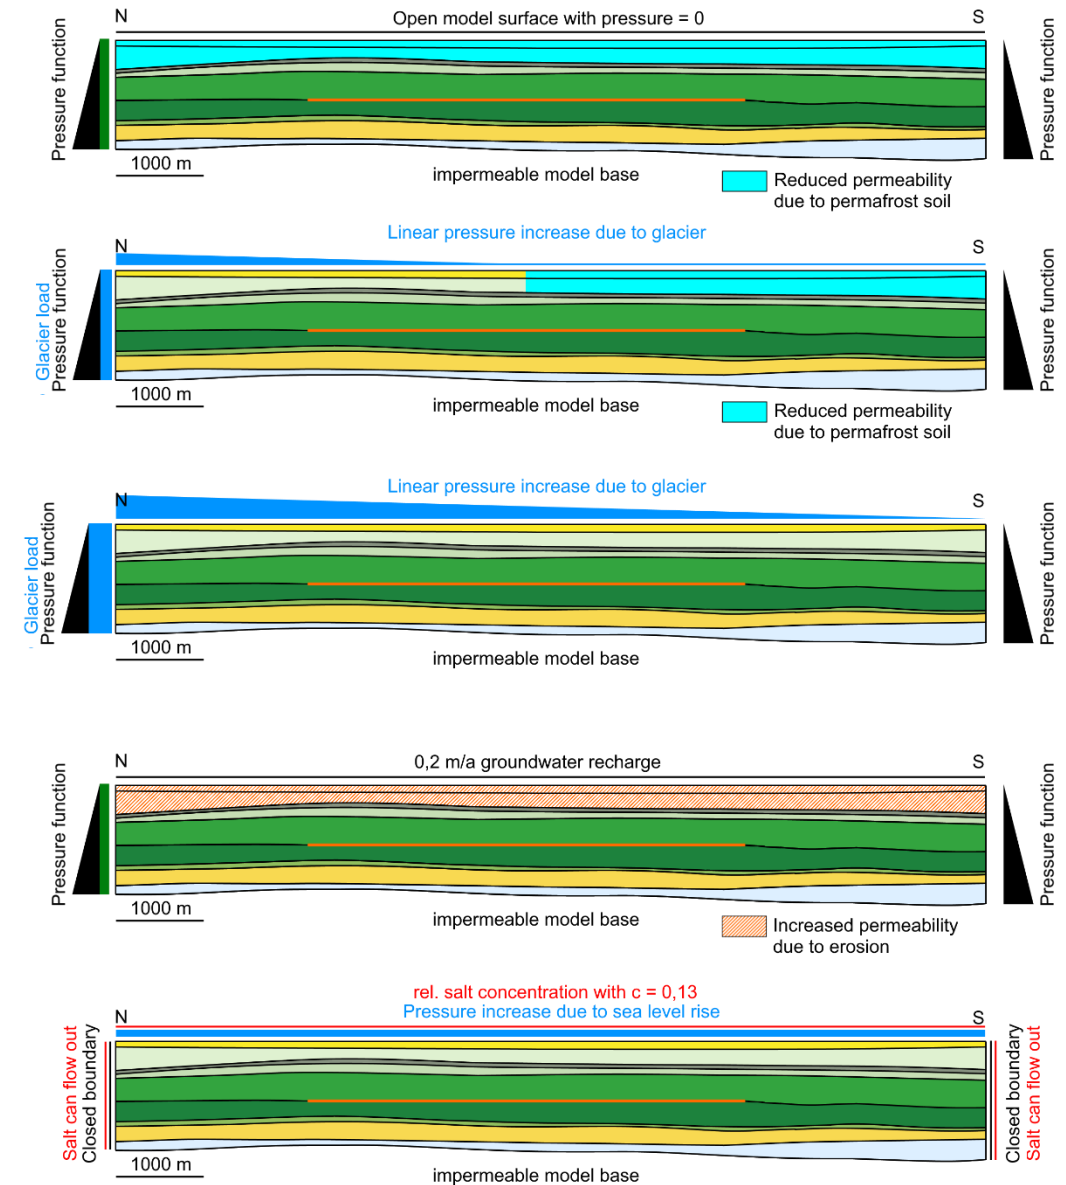 N
Open model surface with pressure = 0
S
Pressure function
Pressure function
1000 m
impermeable model base
Reduced permeability
due to permafrost soil
Linear pressure increase due to glacier
N
S
Glacier load
Pressure function
Pressure function
1000 m
impermeable model base
Reduced permeability
due to permafrost soil
Linear pressure increase due to glacier
N
S
Glacier load
Pressure function
Pressure function
1000 m
impermeable model base
N
0,2 m/a groundwater recharge
S
Pressure function
Pressure function
1000 m
impermeable model base
Increased permeability
due to erosion
rel. salt concentration with c = 0,13
Pressure increase due to sea level rise
N
S
Salt can flow out
Closed boundary
Closed boundary
Salt can flow out
1000 m
impermeable model base